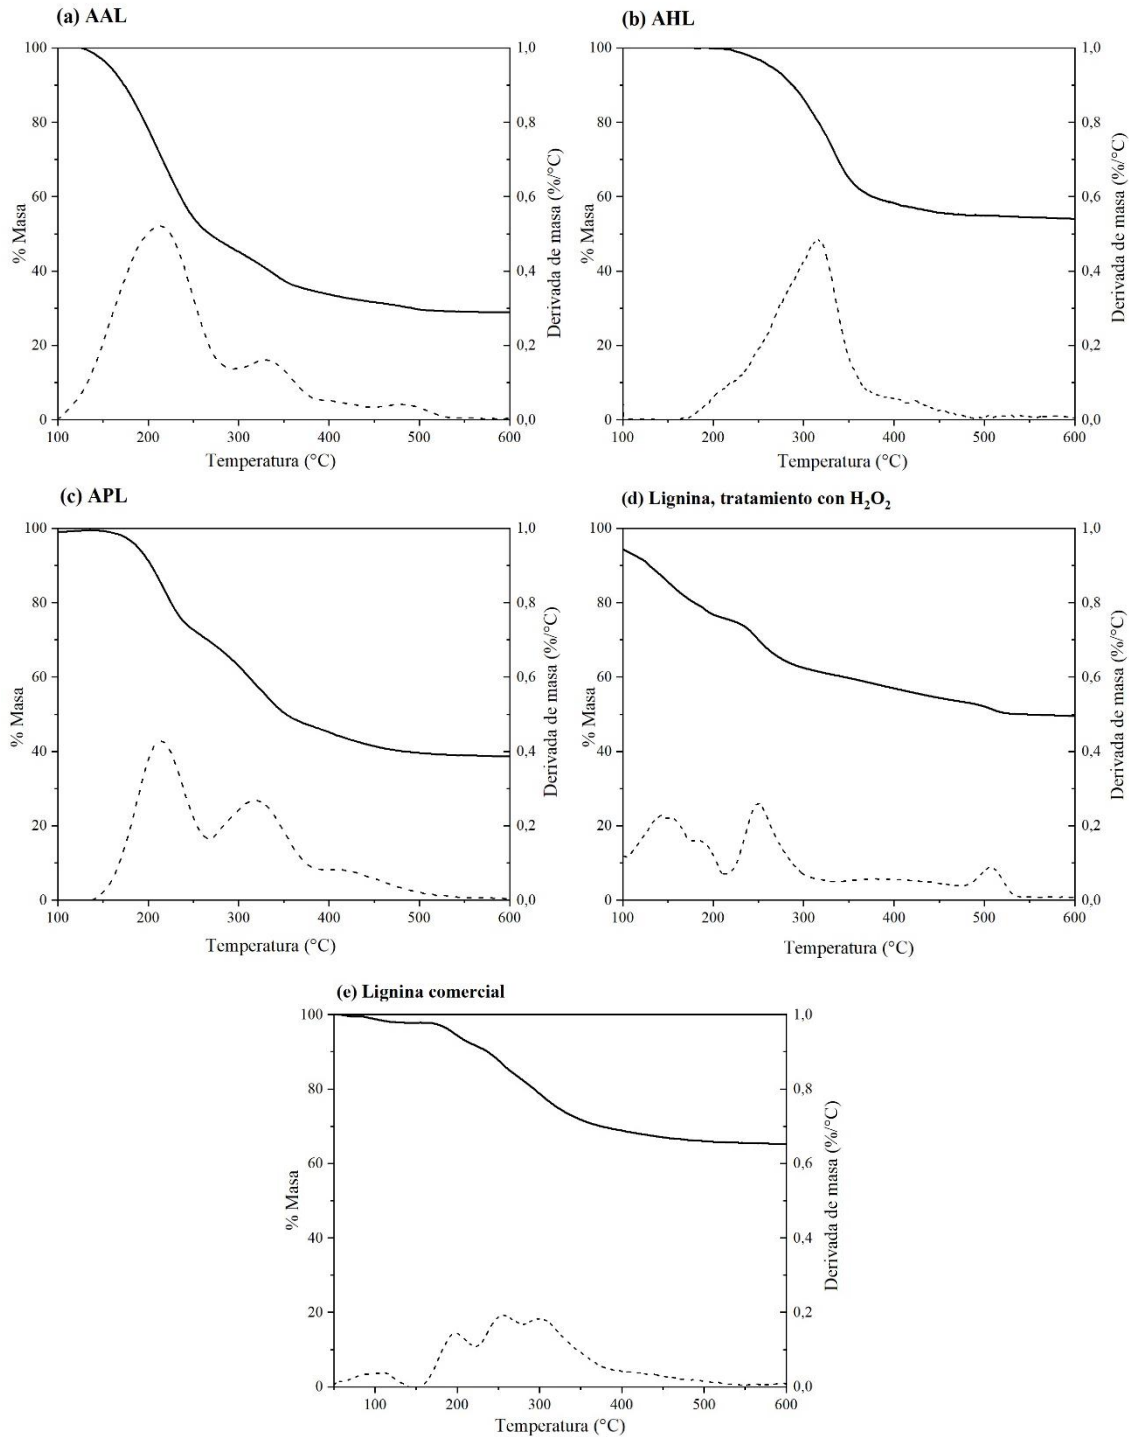 (a) AAL
100
80
60
40
20
0
1,0
0,8
0,6
0,4
0,2
0,0
100 200 300 400 500 600
% Masa
Derivada de masa (%/°C)
Temperatura (°C)
(b) AHL
100
80
60
40
20
0
1,0
0,8
0,6
0,4
0,2
0,0
100 200 300 400 500 600
% Masa
Derivada de masa (%/°C)
Temperatura (°C)
(c) APL
100
80
60
40
20
0
1,0
0,8
0,6
0,4
0,2
0,0
100 200 300 400 500 600
% Masa
Derivada de masa (%/°C)
Temperatura (°C)
(d) Lignina, tratamiento con H₂O₂
100
80
60
40
20
0
1,0
0,8
0,6
0,4
0,2
0,0
100 200 300 400 500 600
% Masa
Derivada de masa (%/°C)
Temperatura (°C)
(e) Lignina comercial
100
80
60
40
20
0
1,0
0,8
0,6
0,4
0,2
0,0
100 200 300 400 500 600
% Masa
Derivada de masa (%/°C)
Temperatura (°C)